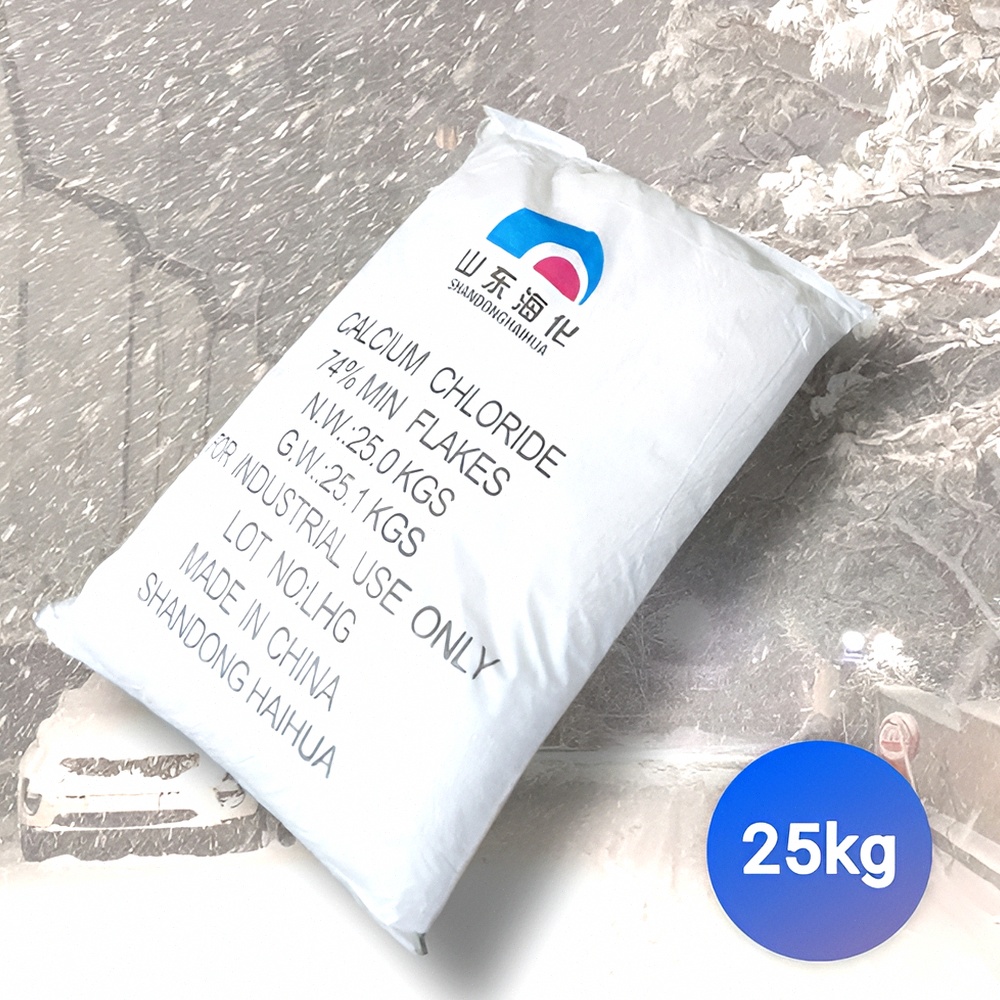 山东海化
SHANDONGHAIHUA
CALCIUM CHLORIDE
74% MIN FLAKES
N.W.:25.0 KGS
G.W.:25.1 KGS
FOR INDUSTRIAL USE ONLY
LOT NO:LHG
MADE IN CHINA
SHANDONG HAIHUA
25kg